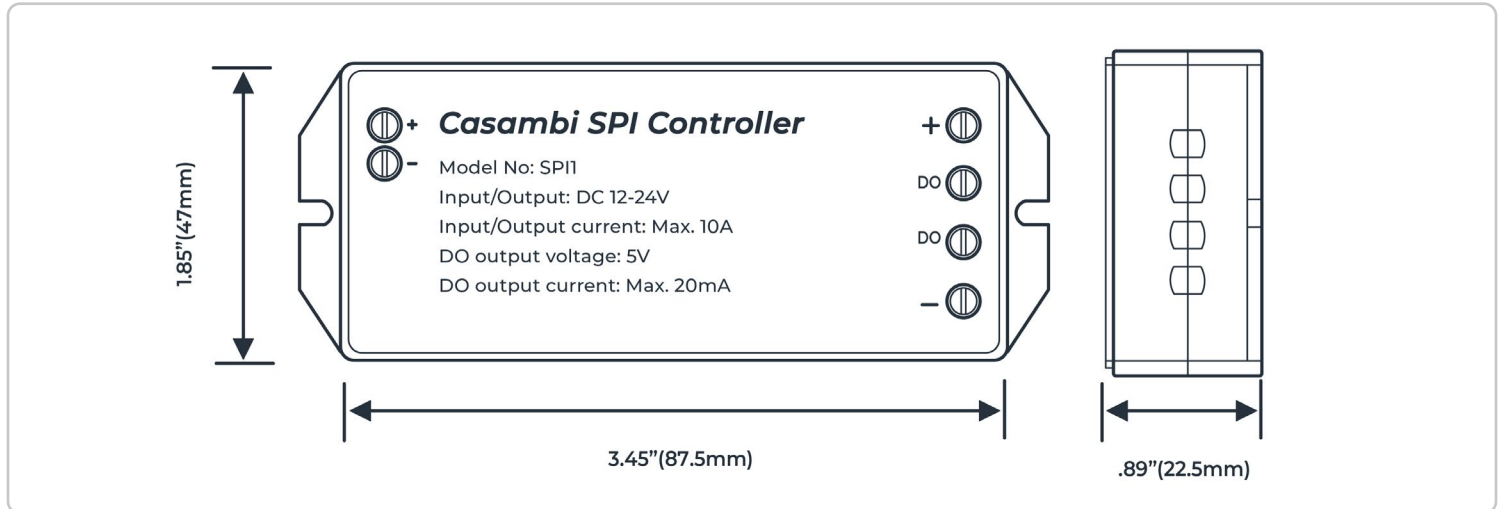 + Casambi SPI Controller +
-
Model No: SPI1
DO
Input/Output: DC 12-24V
Input/Output current: Max. 10A
DO
DO output voltage: 5V
DO output current: Max. 20mA
-
1.85”(47mm)
3.45”(87.5mm)
.89”(22.5mm)